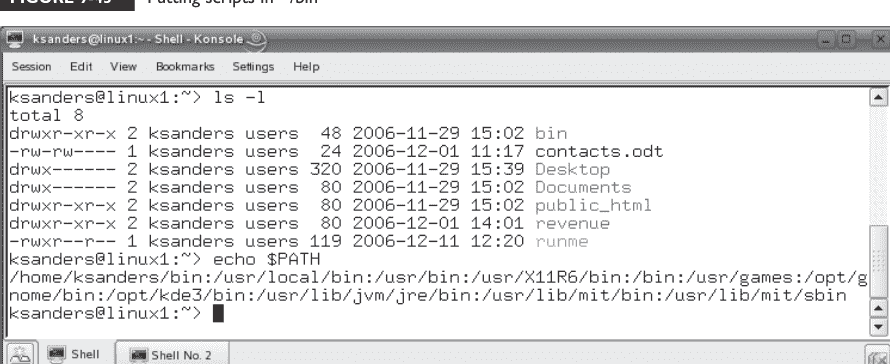 ksanders@linux1:~ - Shell - Konsole
Session Edit View Bookmarks Settings Help
ksanders@linux1:~> ls -l
total 8
drwxr-xr-x 2 ksanders users  48 2006-11-29 15:02 bin
-rw-rw---- 1 ksanders users  24 2006-12-01 11:17 contacts.odt
drwx------ 2 ksanders users 320 2006-11-29 15:39 Desktop
drwx------ 2 ksanders users  80 2006-11-29 15:02 Documents
drwxr-xr-x 2 ksanders users  80 2006-11-29 15:02 public_html
drwxr-xr-x 2 ksanders users  80 2006-12-01 14:01 revenue
-rwxr--r-- 1 ksanders users 119 2006-12-11 12:20 runme
ksanders@linux1:~> echo $PATH
/home/ksanders/bin:/usr/local/bin:/usr/bin:/usr/X11R6/bin:/bin:/usr/games:/opt/g
nome/bin:/opt/kde3/bin:/usr/lib/jvm/jre/bin:/usr/lib/mit/bin:/usr/lib/mit/sbin
ksanders@linux1:~>
Shell Shell No. 2